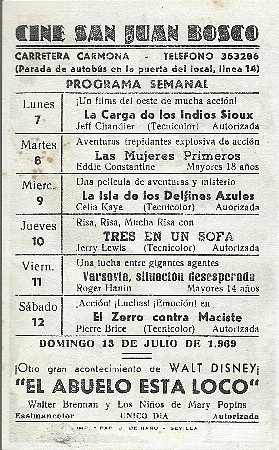 CINE SAN JUAN BOSCO
CARRETERA CARMONA - TELEFONO 353286
(Parada de autobús en la puerta del local, línea 14)
PROGRAMA SEMANAL
Lunes 7
¡Un films del oeste de mucha acción!
La Carga de los Indios Sioux
Jeff Chandler (Tecnicolor) Autorizada
Martes 8
Aventuras trepidantes explosiva de acción
Las Mujeres Primeros
Eddie Constantine Mayores 18 años
Mierc. 9
Una película de aventuras y misterio
La Isla de los Delfines Azules
Celia Kaye (Tecnicolor) Autorizada
Jueves 10
Risa, Risa, Mucha Risa con
TRES EN UN SOFA
Jerry Lewis (Tecnicolor) Autorizada
Viern. 11
Una lucha entre gigantes agentes
Varsovia, situación desesperada
Roger Hanin Mayores 14 años
Sábado 12
¡Acción! ¡Luchas! ¡Emoción! en
El Zorro contra Maciste
Pierre Brice (Tecnicolor) Autorizada
DOMINGO 13 DE JULIO DE 1.969
¡Otro gran acontecimiento de WALT DISNEY¡
"EL ABUELO ESTA LOCO"
Walter Brennan y Los Niños de Mary Popins
Eastmancolor UNICO DIA Autorizada
IMP. - PAP. J. DE HARO - SEVILLA